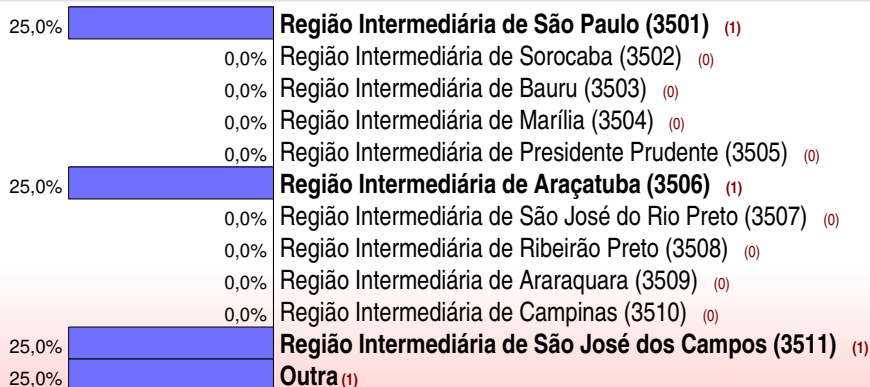 25,0% Região Intermediária de São Paulo (3501) (1)
0,0% Região Intermediária de Sorocaba (3502) (0)
0,0% Região Intermediária de Bauru (3503) (0)
0,0% Região Intermediária de Marília (3504) (0)
0,0% Região Intermediária de Presidente Prudente (3505) (0)
25,0% Região Intermediária de Araçatuba (3506) (1)
0,0% Região Intermediária de São José do Rio Preto (3507) (0)
0,0% Região Intermediária de Ribeirão Preto (3508) (0)
0,0% Região Intermediária de Araraquara (3509) (0)
0,0% Região Intermediária de Campinas (3510) (0)
25,0% Região Intermediária de São José dos Campos (3511) (1)
25,0% Outra (1)